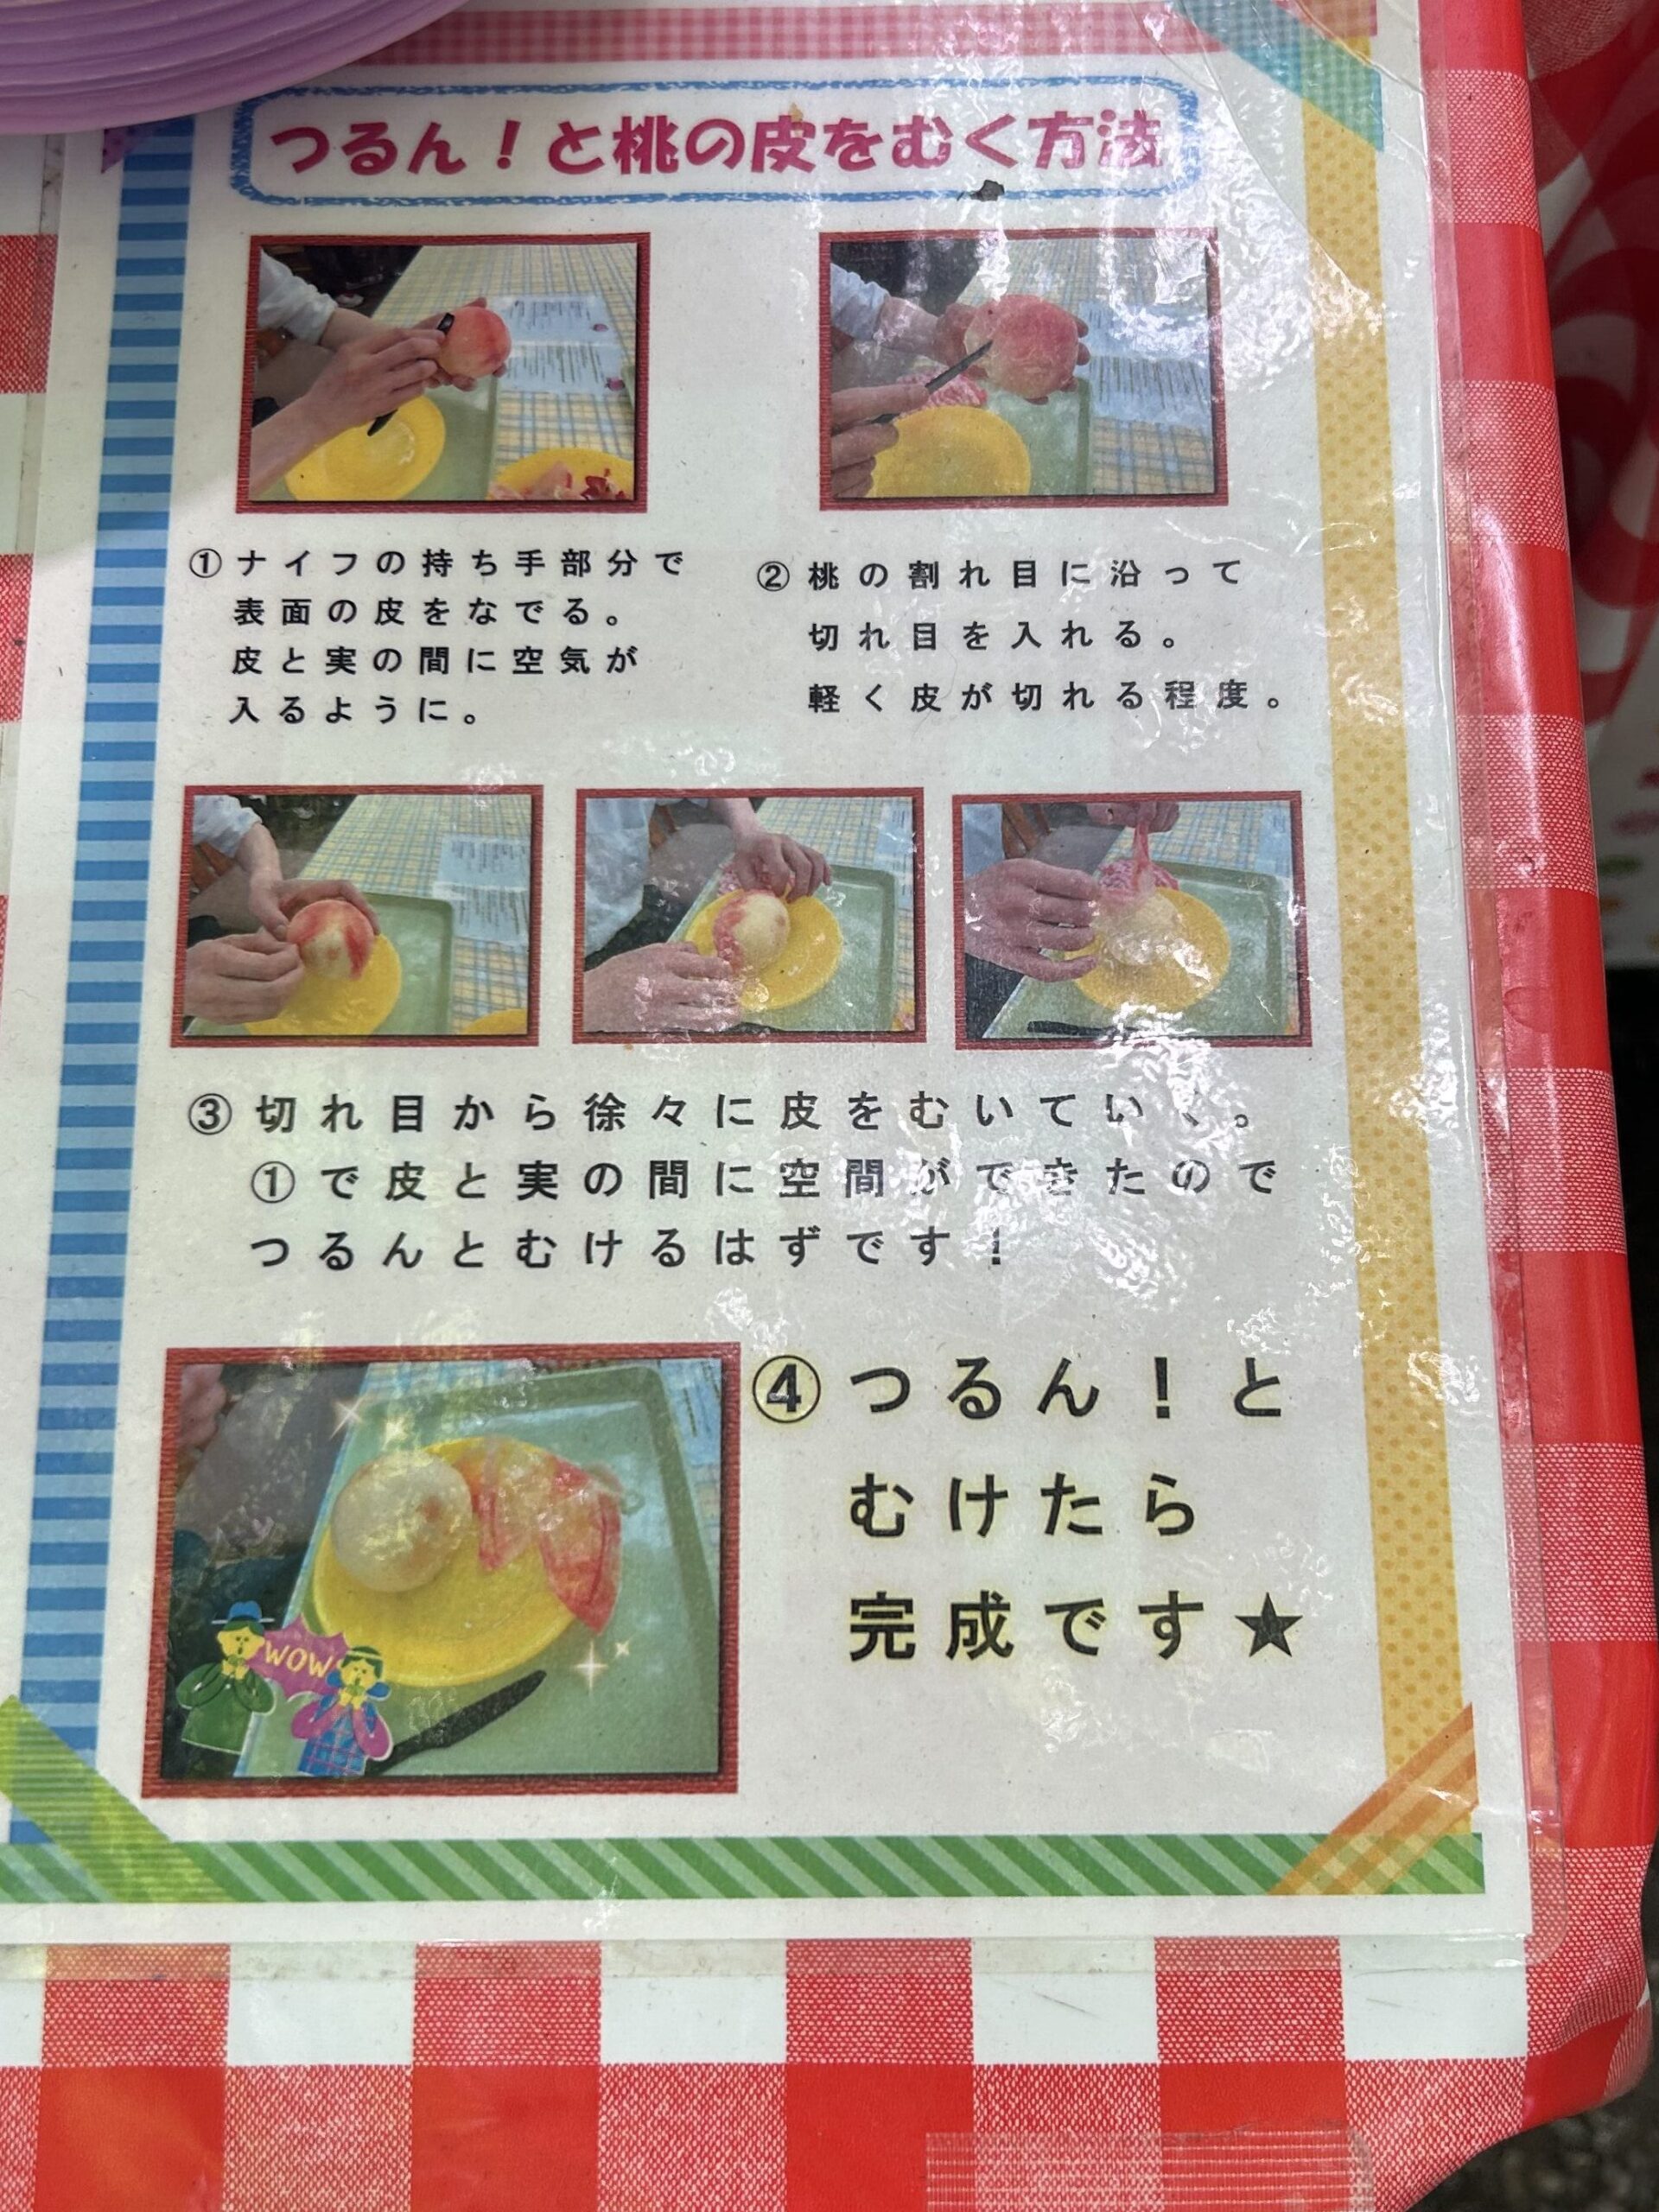 つるん！と桃の皮をむく方法
①ナイフの持ち手部分で
表面の皮をなでる。
皮と実の間に空気が
入るように。
②桃の割れ目に沿って
切れ目を入れる。
軽く皮が切れる程度。
③切れ目から徐々に皮をむいていく。
①で皮と実の間に空間ができたので
つるんとむけるはずです！
④つるん！と
むけたら
完成です★
WOW